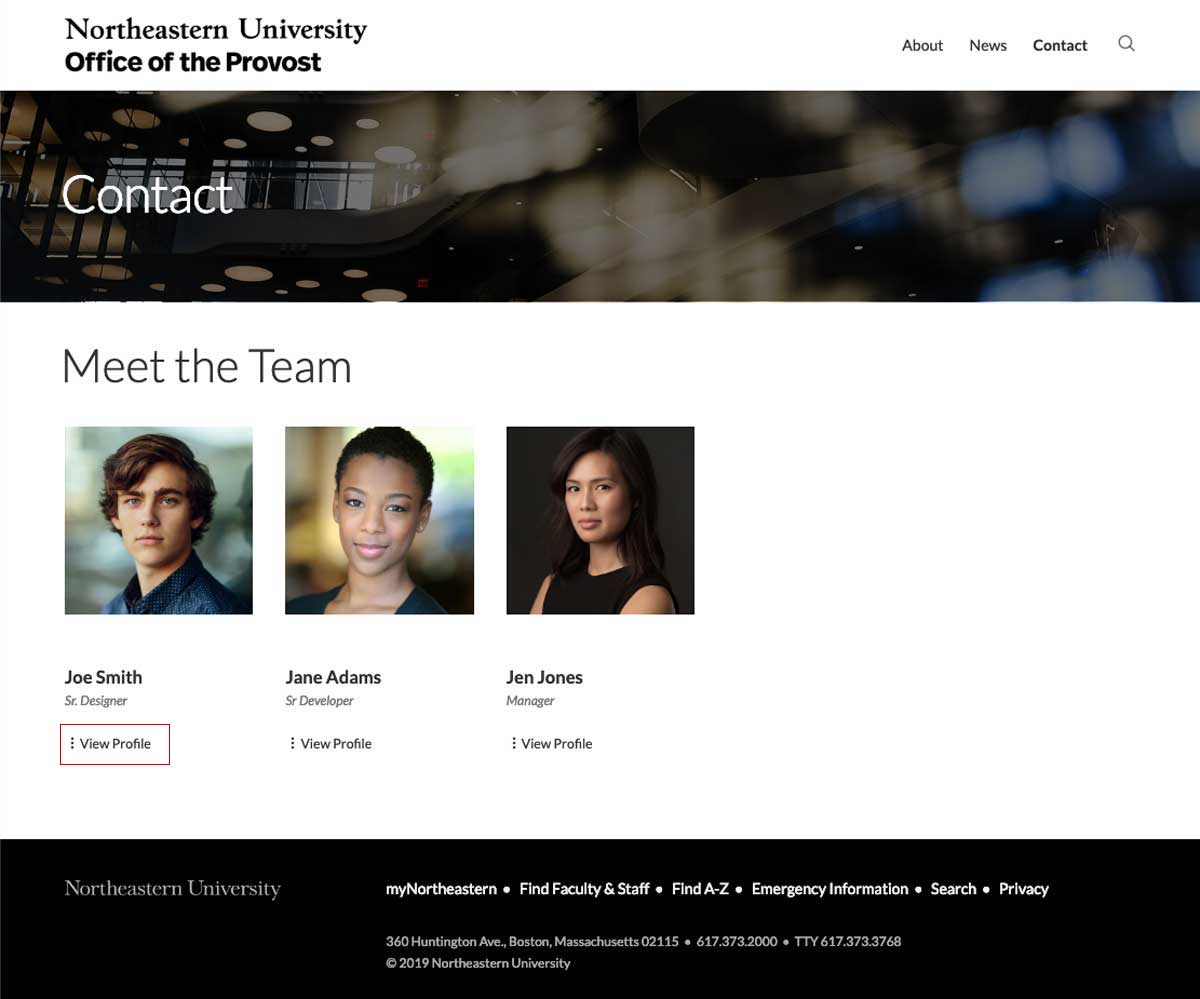 Northeastern University
Office of the Provost
About News Contact
Contact
Meet the Team
Joe Smith
Sr. Designer
View Profile
Jane Adams
Sr Developer
View Profile
Jen Jones
Manager
View Profile
Northeastern University
myNortheastern • Find Faculty & Staff • Find A-Z • Emergency Information • Search • Privacy
360 Huntington Ave., Boston, Massachusetts 02115 • 617.373.2000 • TTY 617.373.3768
© 2019 Northeastern University